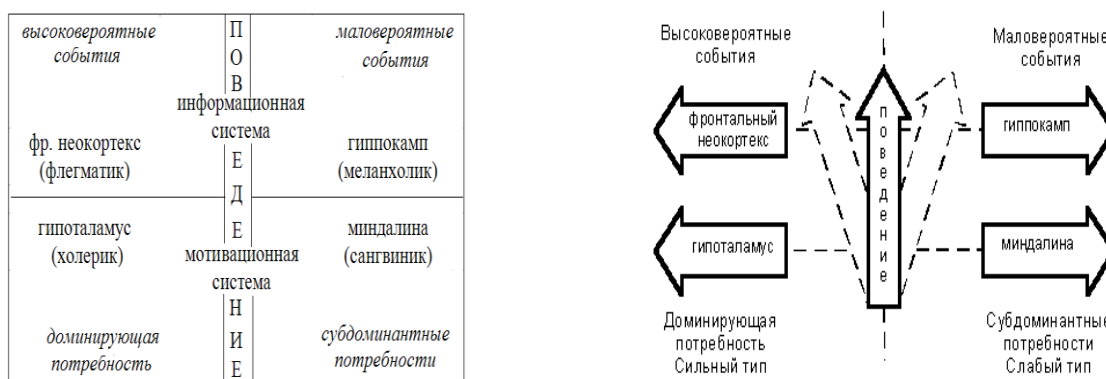 высоковероятные
события
ПОВЕДЕНИЕ
маловероятные
события
информационная
система
фр. неокортекс
(флегматик)
гиппокамп
(меланхолик)
гипоталамус
(холерик)
миндалина
(сангвиник)
мотивационная
система
доминирующая
потребность
субдоминантные
потребности
Высоковероятные
события
Маловероятные
события
фронтальный
неокортекс
поведение
гиппокамп
гипоталамус
миндалина
Доминирующая
потребность
Сильный тип
Субдоминантные
потребности
Слабый тип